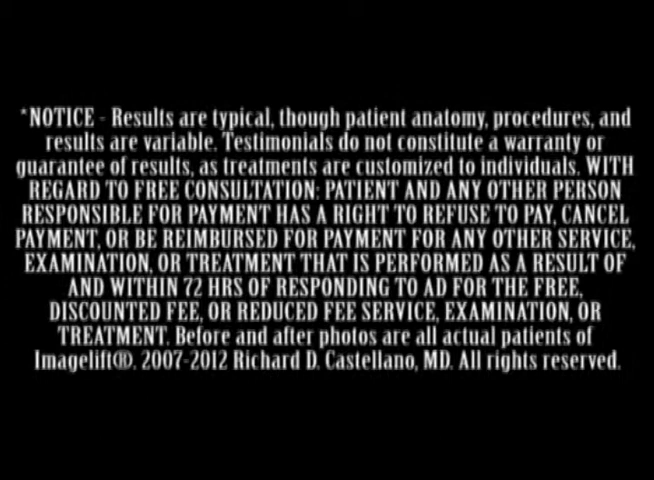 *NOTICE - Results are typical, though patient anatomy, procedures, and
results are variable. Testimonials do not constitute a warranty or
guarantee of results, as treatments are customized to individuals. WITH
REGARD TO FREE CONSULTATION: PATIENT AND ANY OTHER PERSON
RESPONSIBLE FOR PAYMENT HAS A RIGHT TO REFUSE TO PAY, CANCEL
PAYMENT, OR BE REIMBURSED FOR PAYMENT FOR ANY OTHER SERVICE,
EXAMINATION, OR TREATMENT THAT IS PERFORMED AS A RESULT OF
AND WITHIN 72 HRS OF RESPONDING TO AD FOR THE FREE,
DISCOUNTED FEE, OR REDUCED FEE SERVICE, EXAMINATION, OR
TREATMENT. Before and after photos are all actual patients of
Imagelift®. 2007-2012 Richard D. Castellano, MD. All rights reserved.